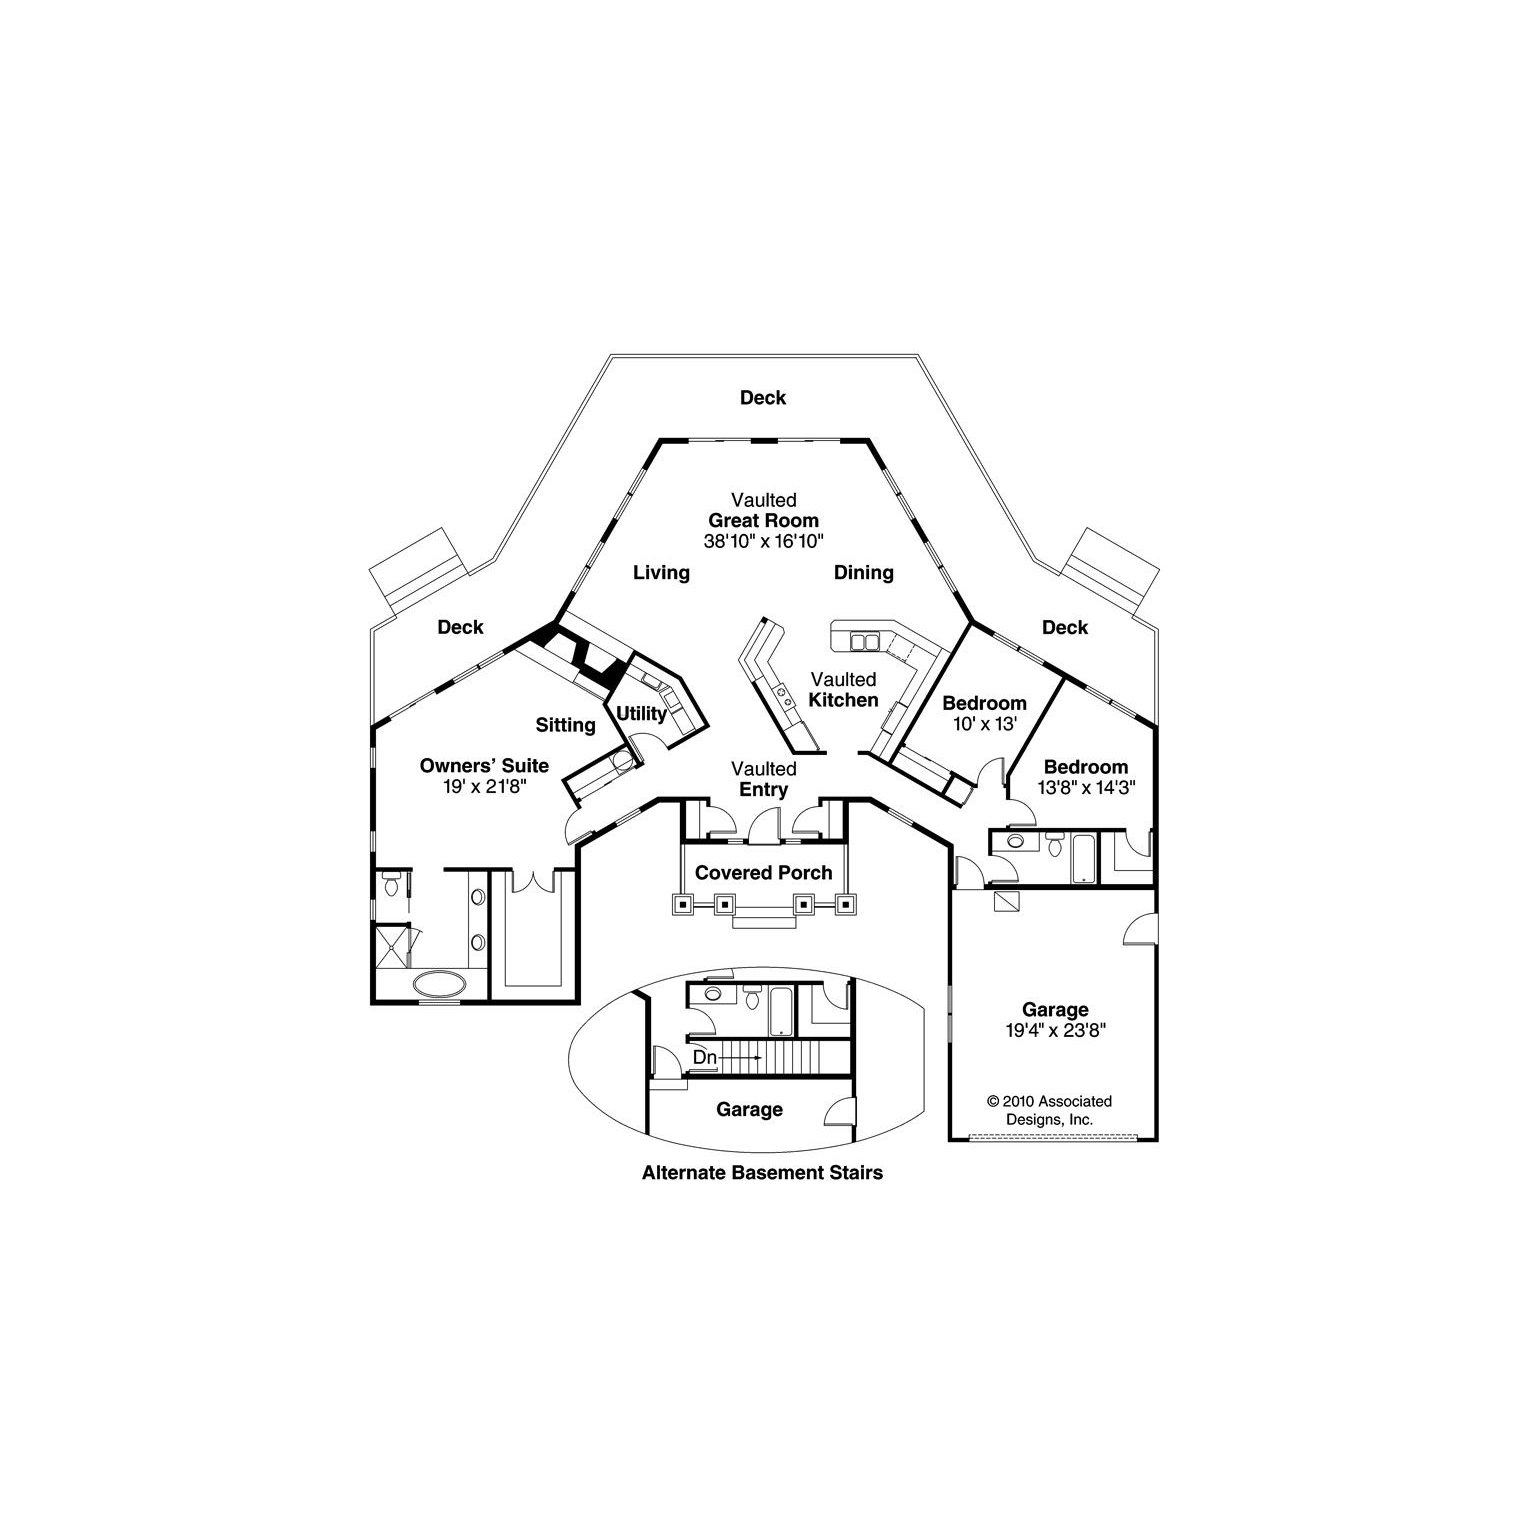 Deck
Vaulted
Great Room
38'10" x 16'10"
Living
Dining
Deck
Deck
Vaulted
Kitchen
Bedroom
10' x 13'
Utility
Sitting
Owners’ Suite
19' x 21'8"
Vaulted
Entry
Bedroom
13'8" x 14'3"
Covered Porch
Garage
19'4" x 23'8"
Dn
Garage
© 2010 Associated
Designs, Inc.
Alternate Basement Stairs